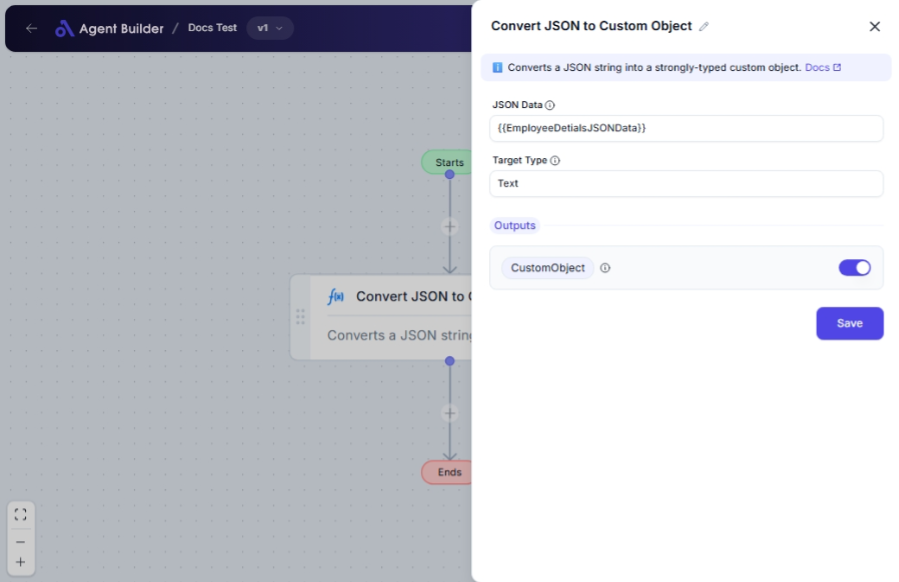 Agent Builder / Docs Test v1
Starts
Convert JSON to C
Converts a JSON string
Ends
Convert JSON to Custom Object
Converts a JSON string into a strongly-typed custom object. Docs
JSON Data
{{EmployeeDetialsJSONData}}
Target Type
Text
Outputs
CustomObject
Save